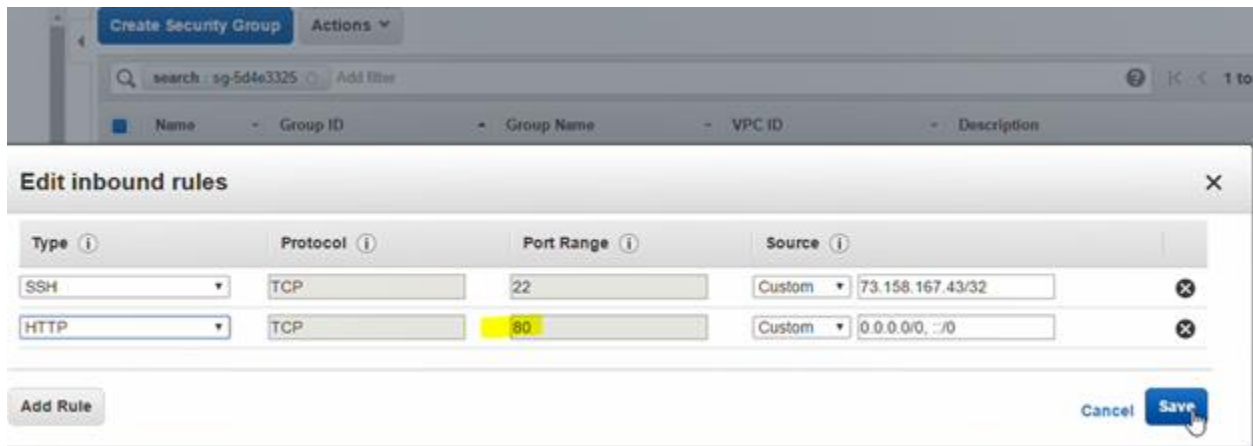 Create Security Group Actions
search : sg-5d4e3325 Add filter 1 to
Name Group ID Group Name VPC ID Description
Edit inbound rules
Type Protocol Port Range Source
SSH TCP 22 Custom 73.158.167.43/32
HTTP TCP 80 Custom 0.0.0.0/0, ::/0
Add Rule Cancel Save